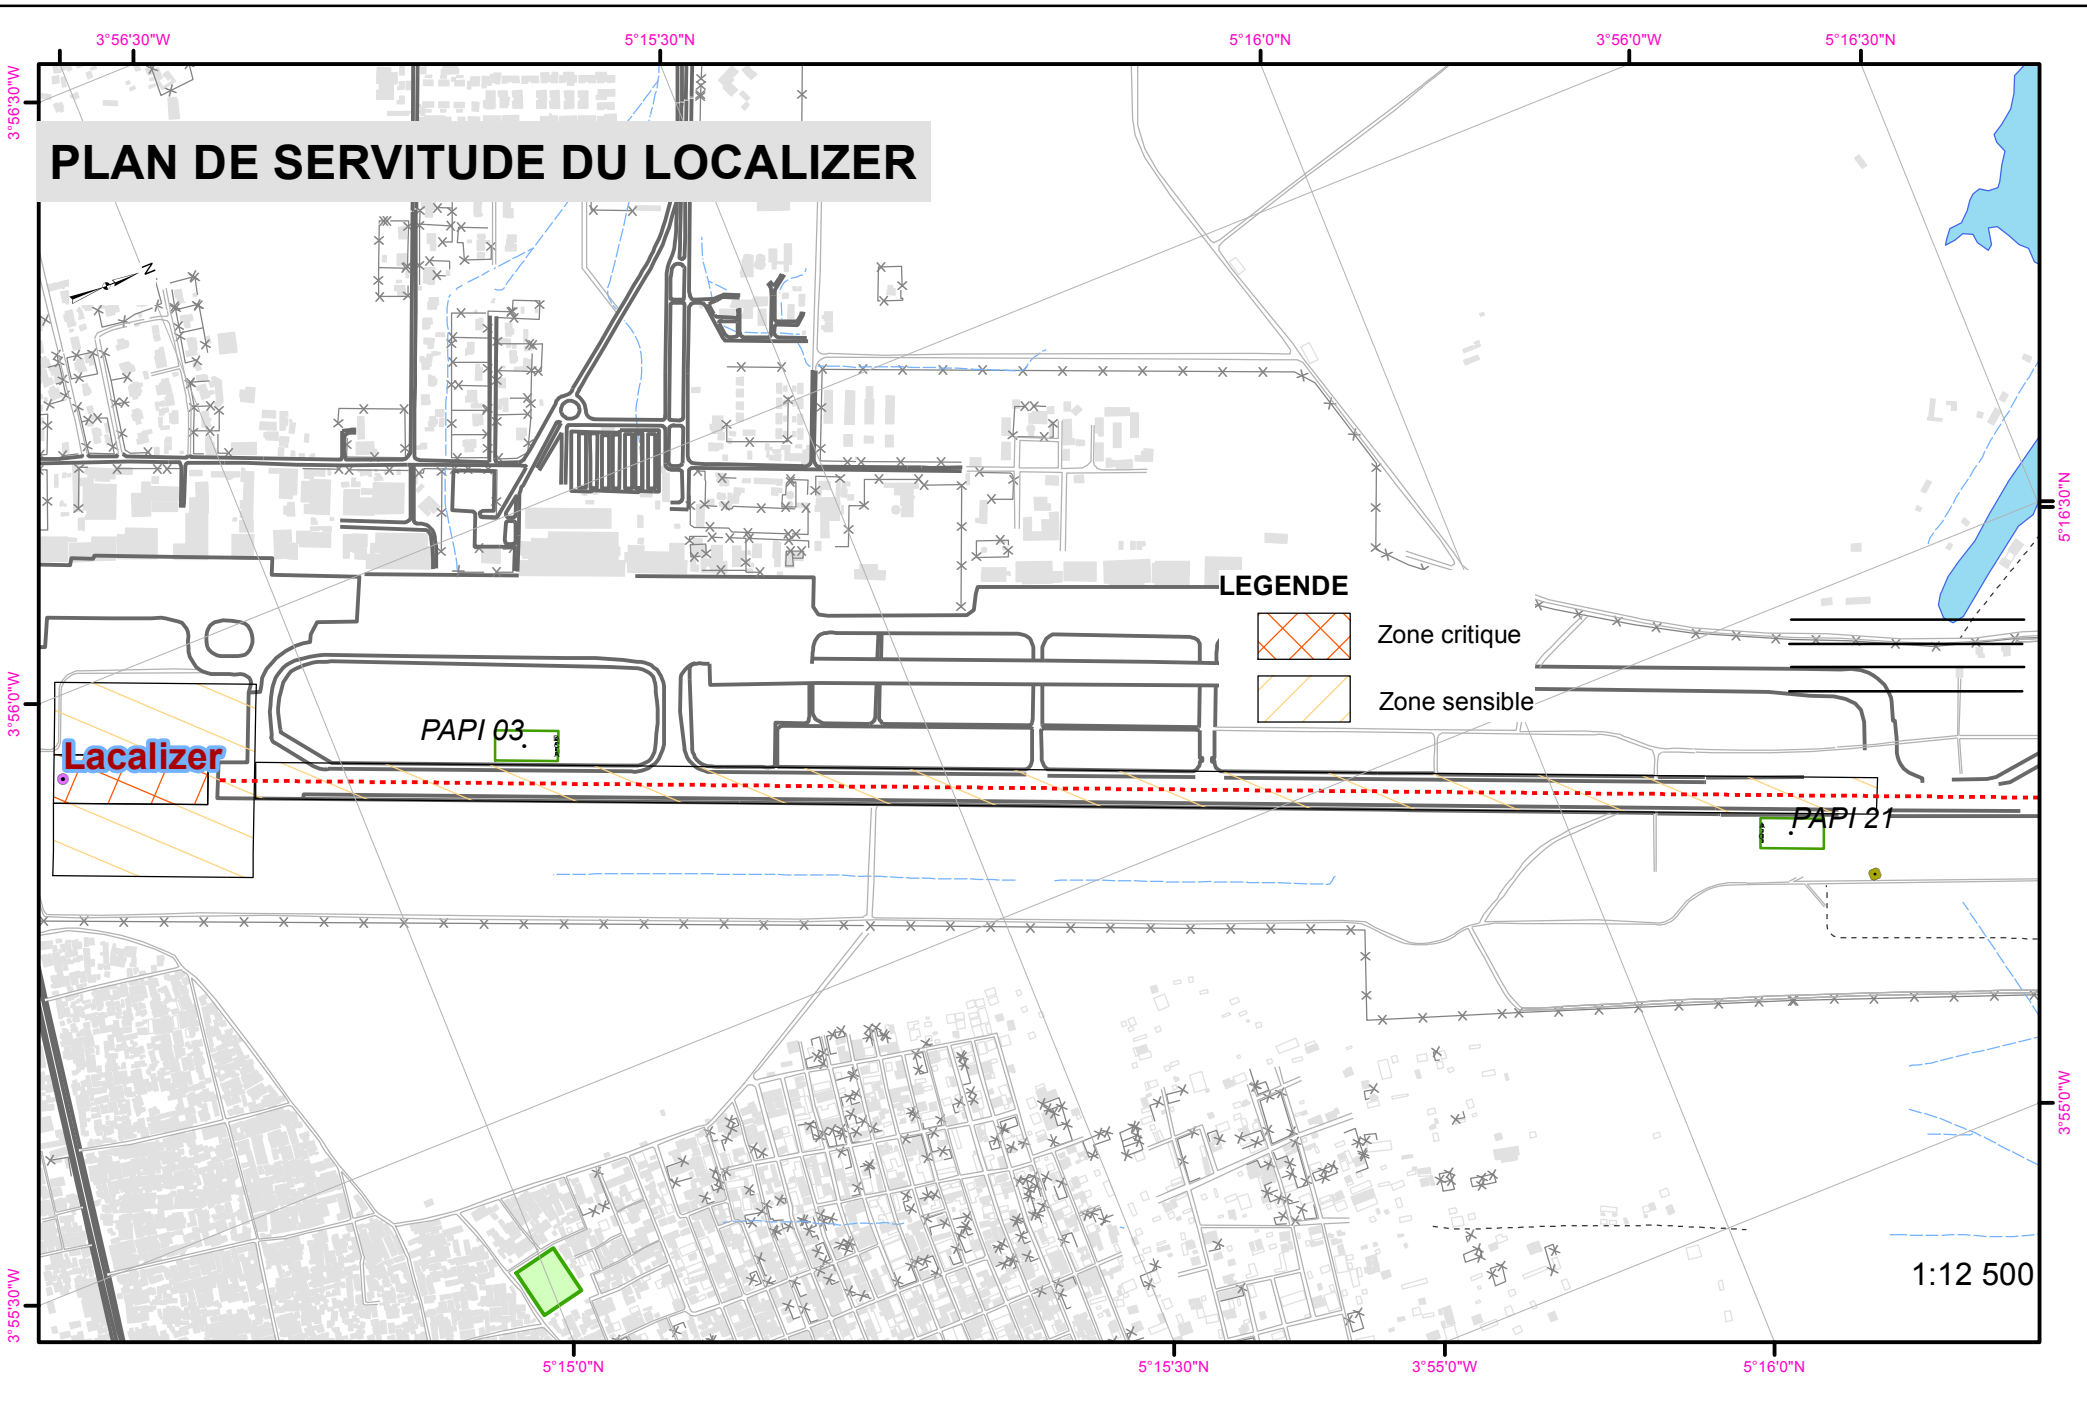 3°56'30"W
5°15'30"N
5°16'0"N
3°56'0"W
5°16'30"N
3°56'30"W
PLAN DE SERVITUDE DU LOCALIZER
N
5°16'30"N
LEGENDE
Zone critique
Zone sensible
3°56'0"W
PAPI 03
Lacalizer
PAPI 21
3°55'0"W
1:12 500
3°55'30"W
5°15'0"N
5°15'30"N
3°55'0"W
5°16'0"N